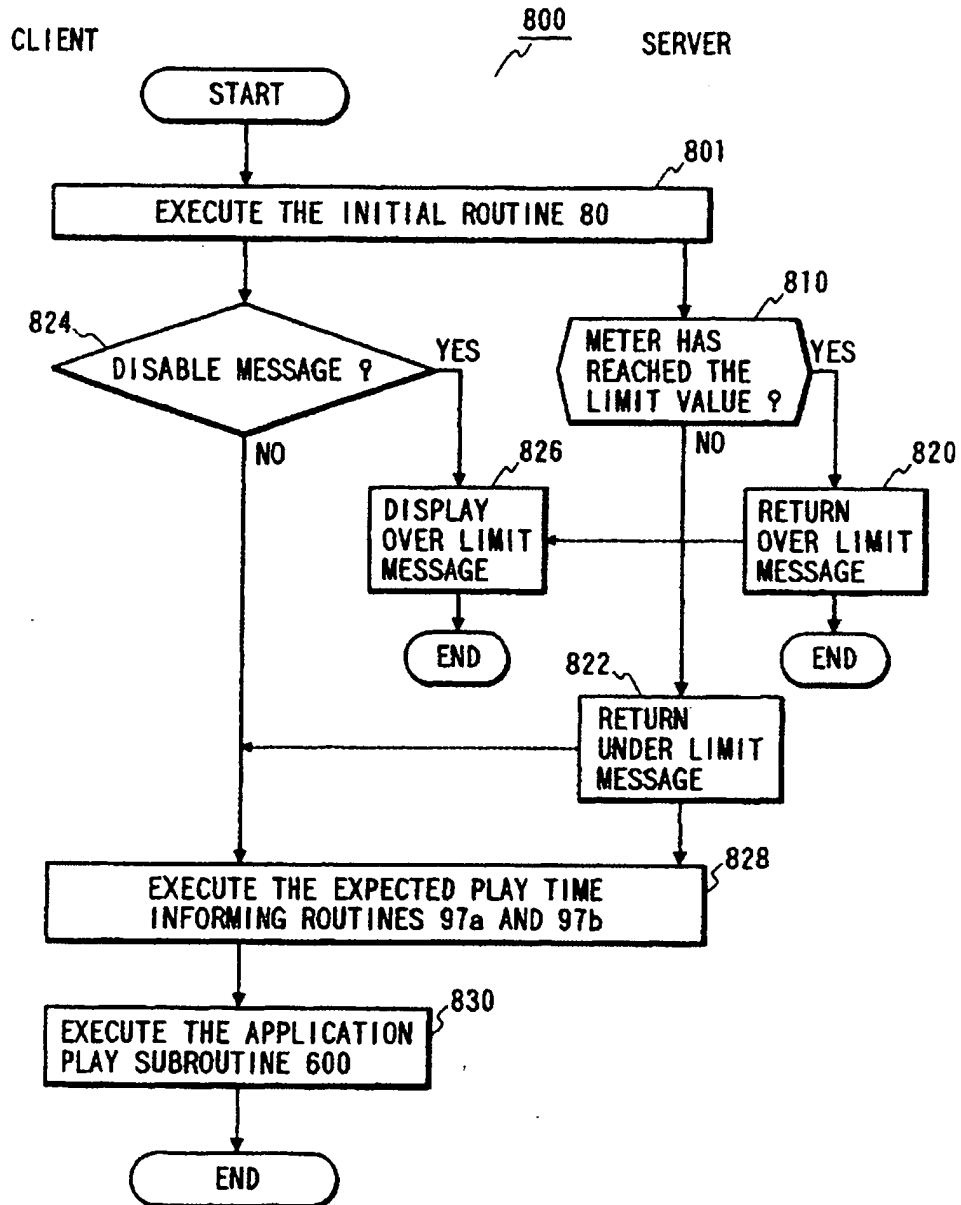 CLIENT
800
SERVER
START
801
EXECUTE THE INITIAL ROUTINE 80
810
824
DISABLE MESSAGE ?
YES
NO
METER HAS
REACHED THE
LIMIT VALUE ?
YES
NO
826
DISPLAY
OVER LIMIT
MESSAGE
END
820
RETURN
OVER LIMIT
MESSAGE
END
822
RETURN
UNDER LIMIT
MESSAGE
828
EXECUTE THE EXPECTED PLAY TIME
INFORMING ROUTINES 97a AND 97b
830
EXECUTE THE APPLICATION
PLAY SUBROUTINE 600
END